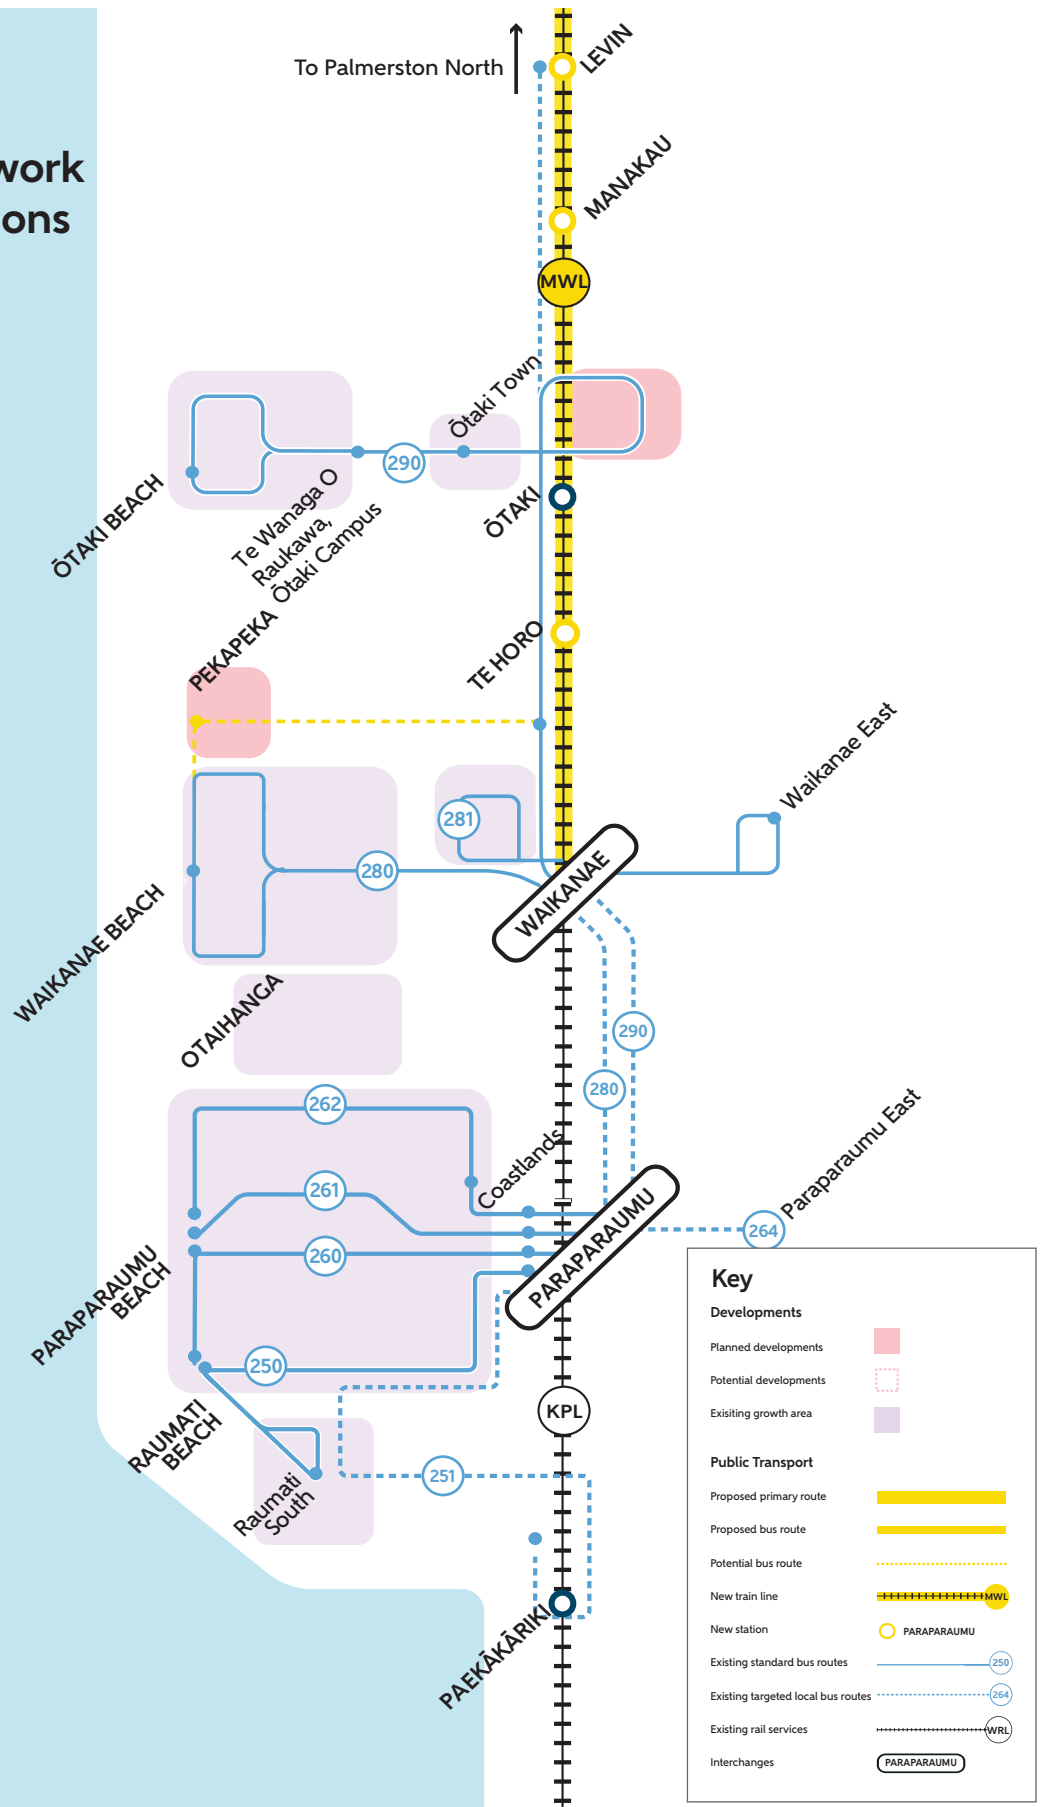 To Palmerston North
LEVIN
work
ons
MANAKAU
MWL
Ōtaki Town
290
ŌTAKI BEACH
Te Wanaga O
Raukawa,
Ōtaki Campus
ŌTAKI
PEKAPEKA
TE HORO
Waikanae East
281
280
WAIKANAE
WAIKANAE BEACH
OTAIHANGA
290
280
262
Coastlands
Paraparaumu East
261
264
260
PARAPARAUMU
PARAPARAUMU
BEACH
250
KPL
RAUMATI
BEACH
251
Raumati
South
PAEKĀKĀRIKI
Key
Developments
Planned developments
Potential developments
Exisiting growth area
Public Transport
Proposed primary route
Proposed bus route
Potential bus route
New train line MWL
New station PARAPARAUMU
Existing standard bus routes 250
Existing targeted local bus routes 264
Existing rail services WRL
Interchanges PARAPARAUMU